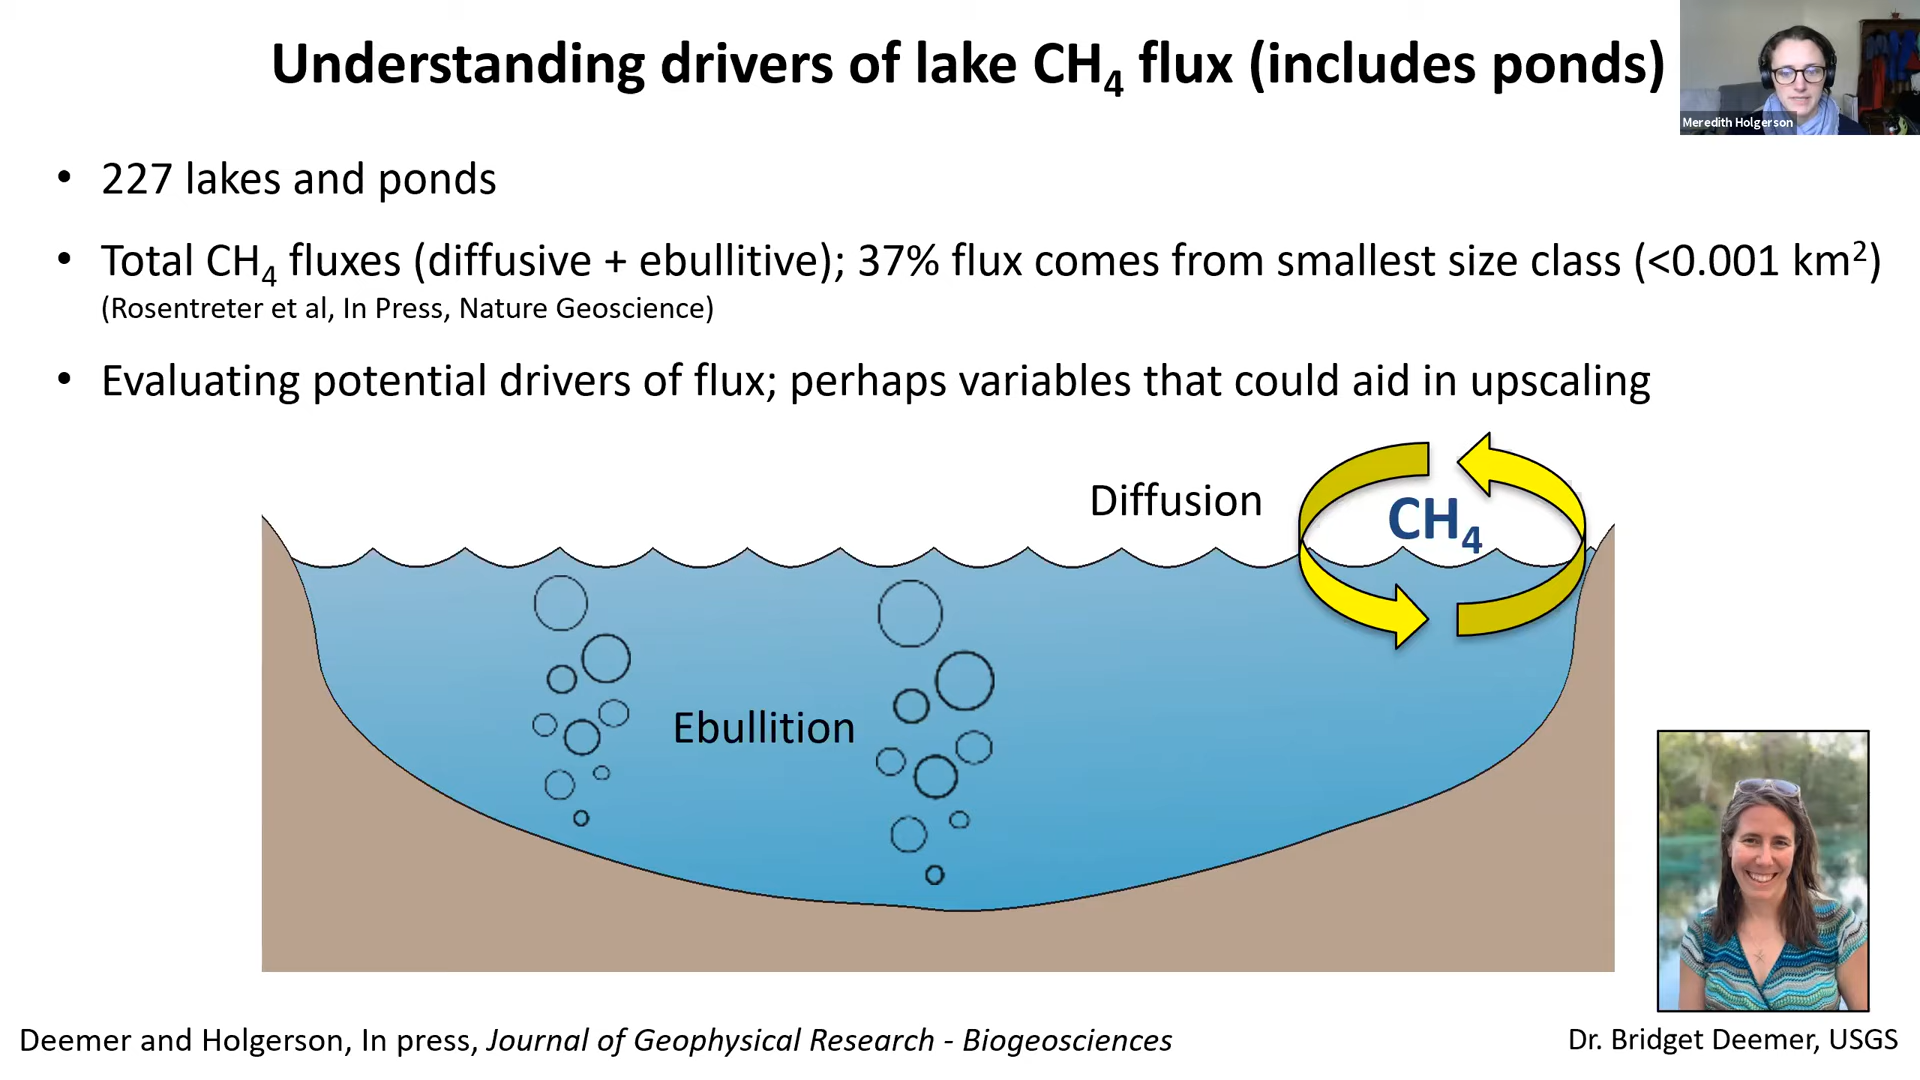 Understanding drivers of lake CH₄ flux (includes ponds)
Meredith Holgerson
• 227 lakes and ponds
• Total CH₄ fluxes (diffusive + ebullitive); 37% flux comes from smallest size class (<0.001 km²)
(Rosentreter et al, In Press, Nature Geoscience)
• Evaluating potential drivers of flux; perhaps variables that could aid in upscaling
Diffusion
CH₄
Ebullition
Deemer and Holgerson, In press, Journal of Geophysical Research - Biogeosciences
Dr. Bridget Deemer, USGS